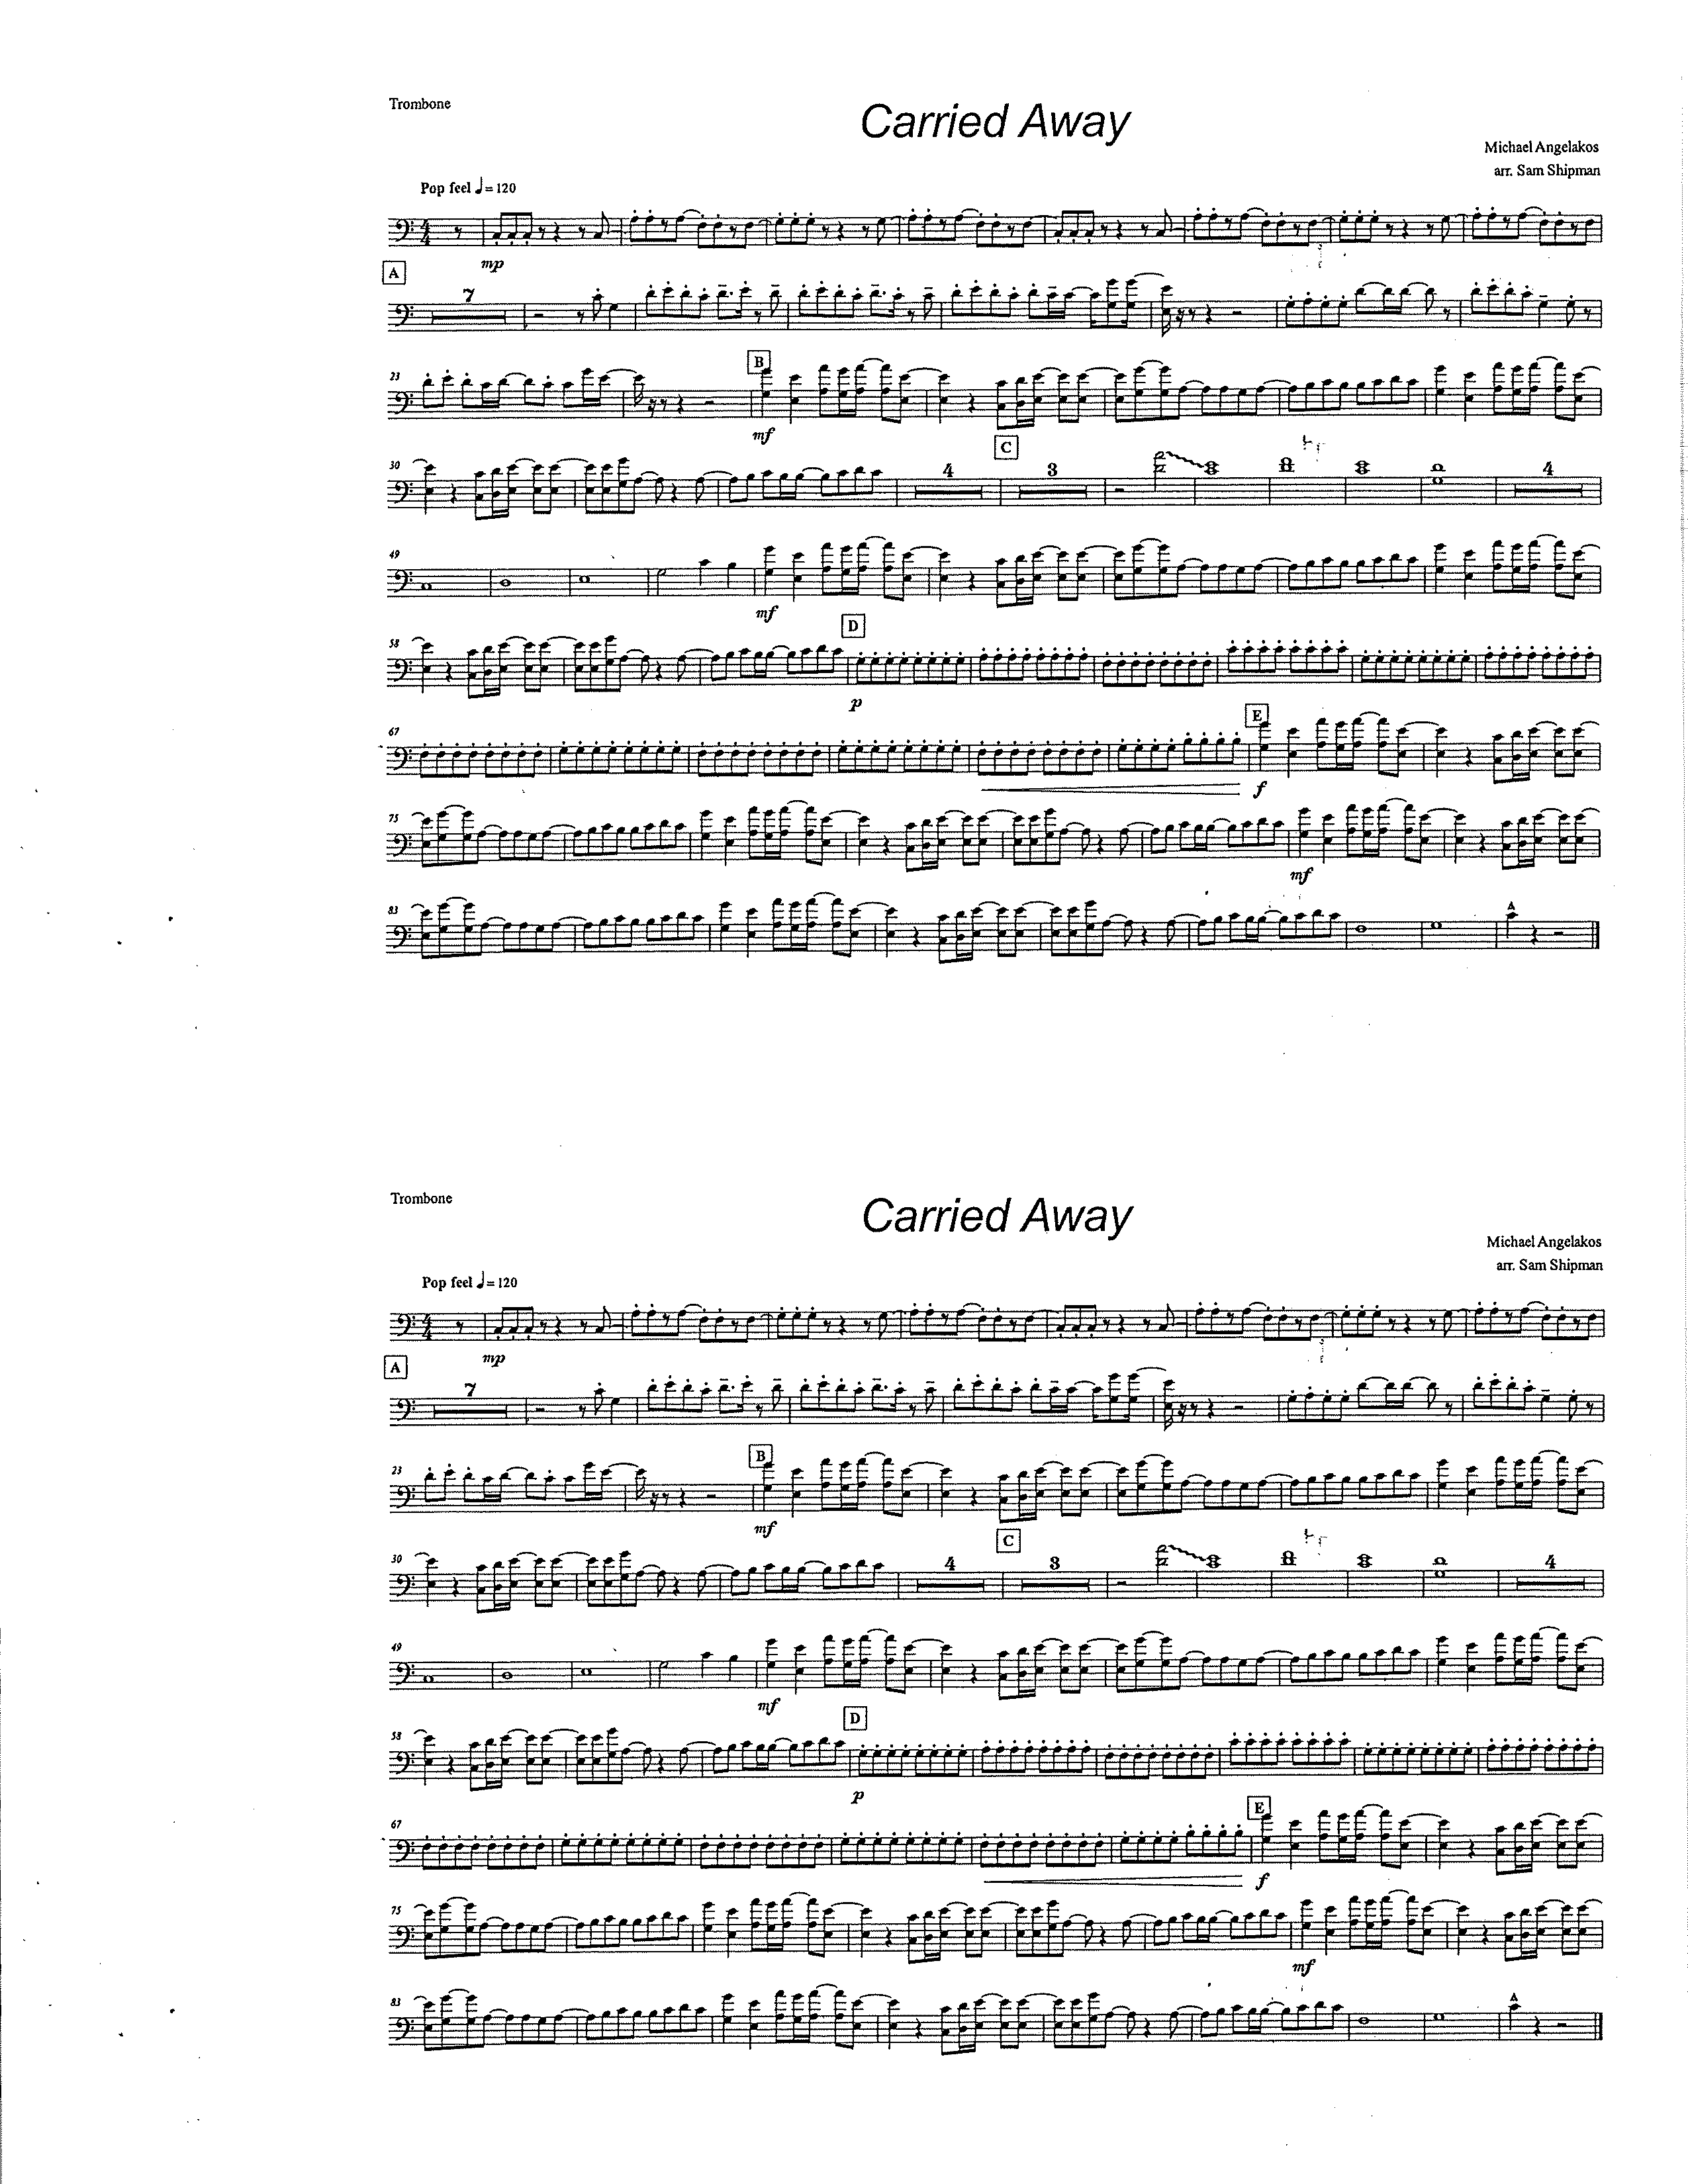 Trombone
Carried Away
Michael Angelakos
arr. Sam Shipman
Pop feel ♩= 120
mp
A
7
23
B
mf
30
4
C
3
4
49
mf
58
D
p
67
E
f
75
mf
83
Trombone
Carried Away
Michael Angelakos
arr. Sam Shipman
Pop feel ♩= 120
mp
A
7
23
B
mf
30
4
C
3
4
49
mf
58
D
p
67
E
f
75
mf
83